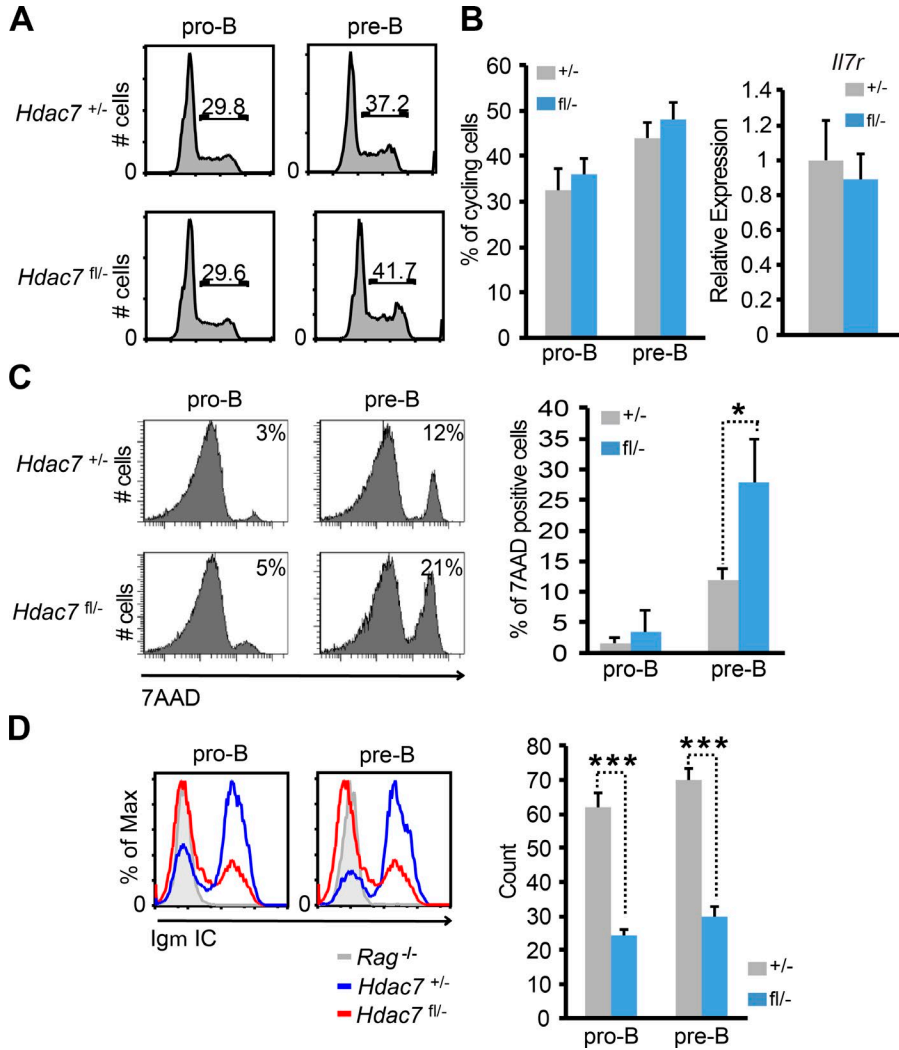 A
pro-B
pre-B
Hdac7 +/-
# cells
29.8
37.2
0
0
Hdac7 fl/-
# cells
29.6
41.7
0
0
B
+/-
fl/-
% of cycling cells
60
50
40
30
20
10
0
pro-B
pre-B
Il7r
+/-
fl/-
Relative Expression
1.4
1.2
1
0.8
0.6
0.4
0.2
0
C
pro-B
pre-B
Hdac7 +/-
# cells
3%
12%
Hdac7 fl/-
# cells
5%
21%
7AAD
+/-
fl/-
*
% of 7AAD positive cells
40
35
30
25
20
15
10
5
0
pro-B
pre-B
D
pro-B
pre-B
% of Max
0
0
Igm IC
Rag -/-
Hdac7 +/-
Hdac7 fl/-
Count
80
70
60
50
40
30
20
10
0
***
***
pro-B
pre-B
+/-
fl/-